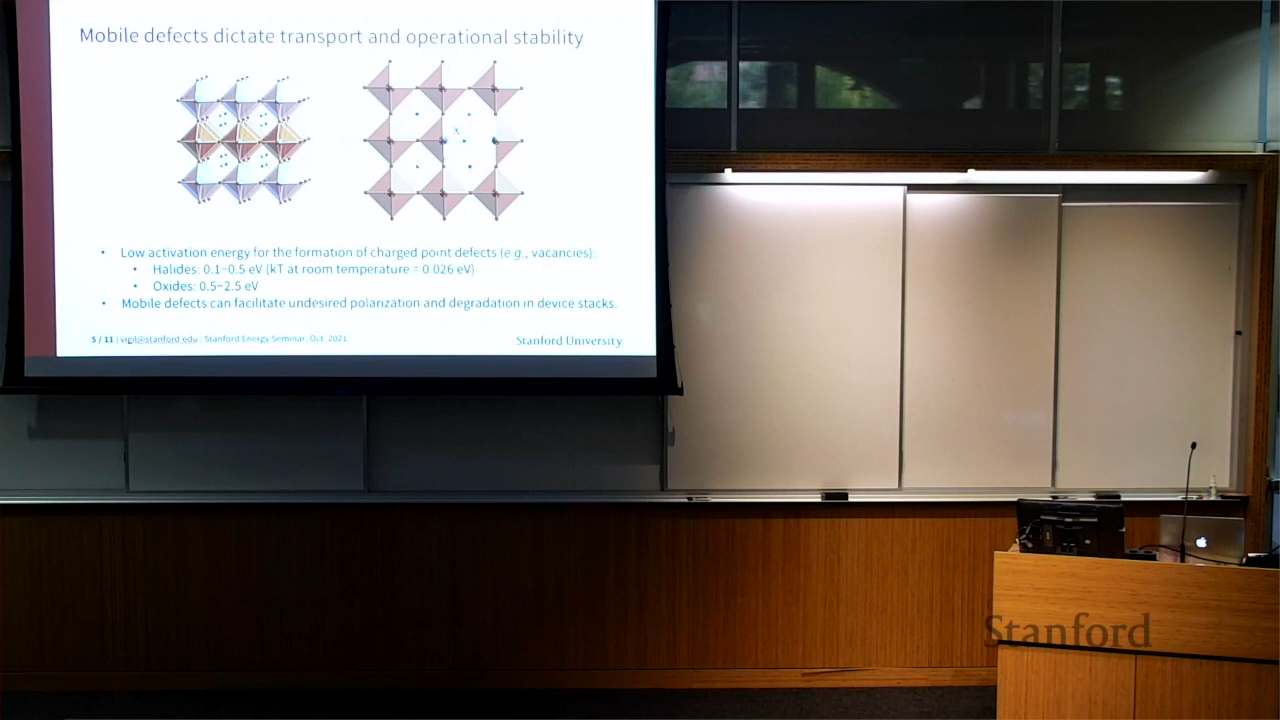 Mobile defects dictate transport and operational stability
• Low activation energy for the formation of charged point defects (e.g., vacancies):
• Halides: 0.1–0.5 eV (kT at room temperature = 0.026 eV)
• Oxides: 0.5–2.5 eV
• Mobile defects can facilitate undesired polarization and degradation in device stacks.
5 / 11 | vigil@stanford.edu : Stanford Energy Seminar, Oct. 2021
Stanford University
Stanford